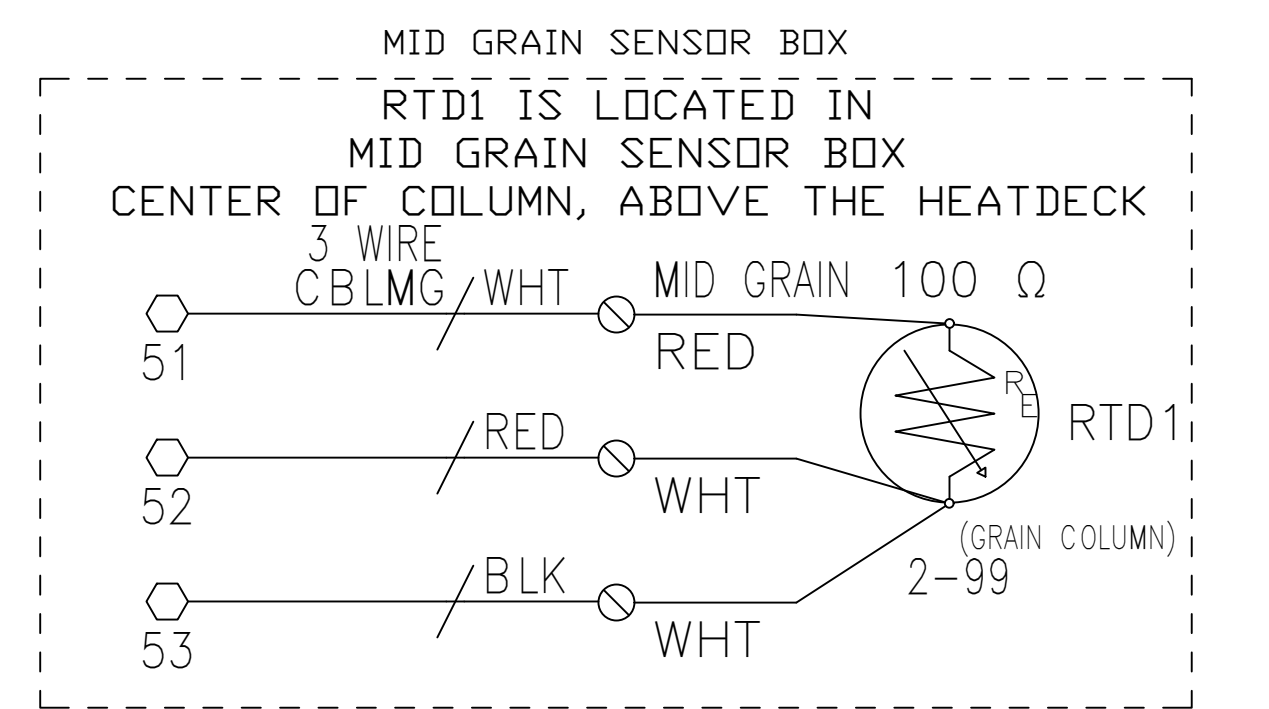 MID GRAIN SENSOR BOX
RTD1 IS LOCATED IN
MID GRAIN SENSOR BOX
CENTER OF COLUMN, ABOVE THE HEATDECK
3 WIRE
CBLMG
WHT
MID GRAIN 100 Ω
51
RED
RE
RTD1
RED
52
WHT
(GRAIN COLUMN)
2-99
BLK
53
WHT